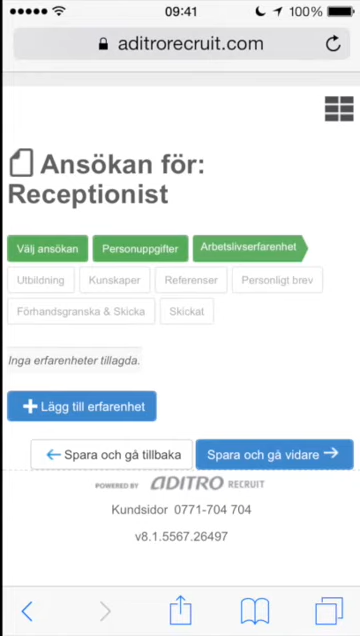 09:41
100%
aditrorecruit.com
Ansökan för:
Receptionist
Välj ansökan
Personuppgifter
Arbetslivserfarenhet
Utbildning
Kunskaper
Referenser
Personligt brev
Förhandsgranska & Skicka
Skickat
Inga erfarenheter tillagda.
Lägg till erfarenhet
Spara och gå tillbaka
Spara och gå vidare
POWERED BY ADITRO RECRUIT
Kundsidor 0771-704 704
v8.1.5567.26497